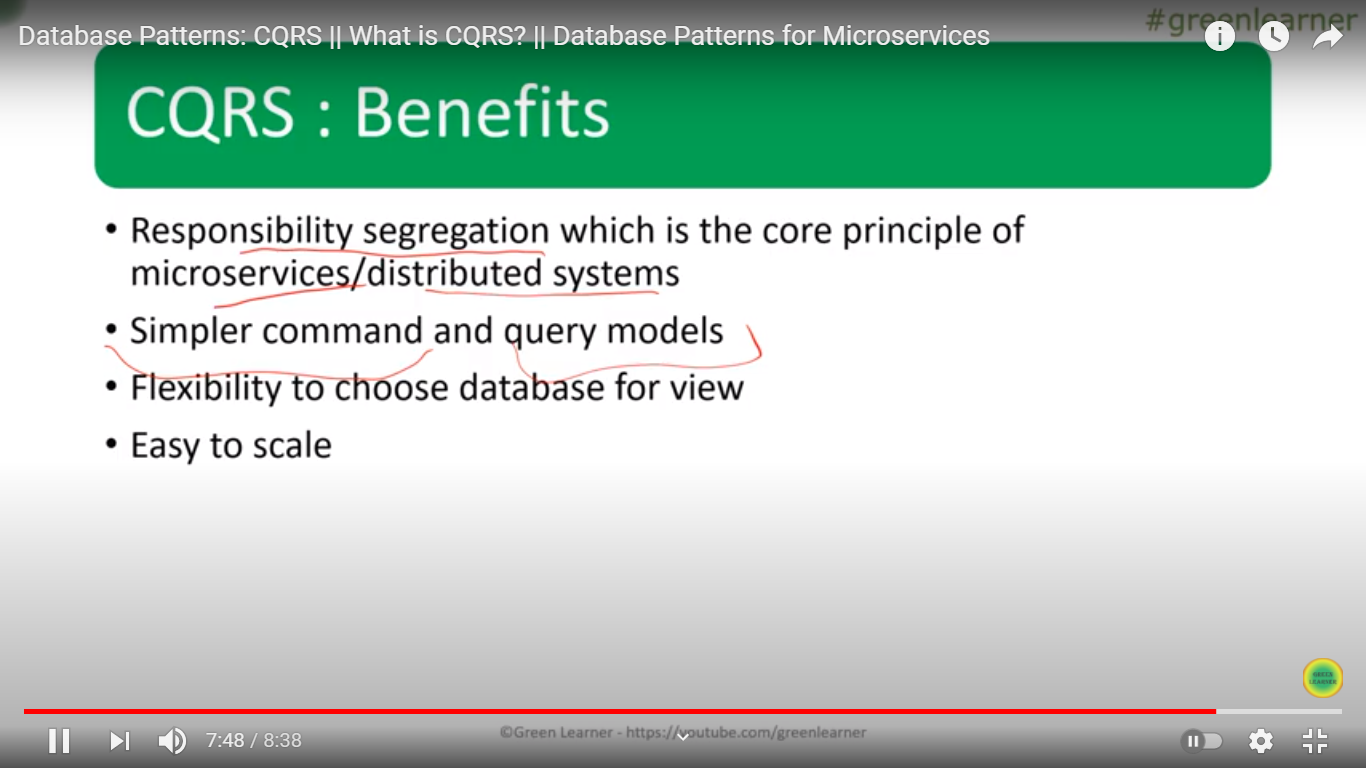 #greenlearner
Database Patterns: CQRS || What is CQRS? || Database Patterns for Microservices
CQRS : Benefits
• Responsibility segregation which is the core principle of
microservices/distributed systems
• Simpler command and query models
• Flexibility to choose database for view
• Easy to scale
GREEN
LEARNER
©Green Learner - https://youtube.com/greenlearner
7:48 / 8:38